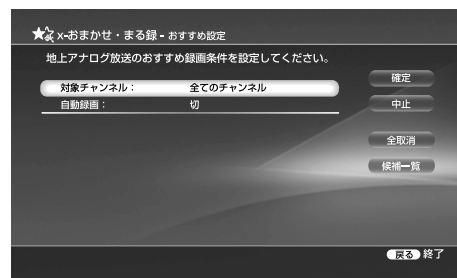 x-おまかせ・まる録 - おすすめ設定
地上アナログ放送のおすすめ録画条件を設定してください。
対象チャンネル： 全てのチャンネル
自動録画： 切
確定
中止
全取消
候補一覧
戻る 終了